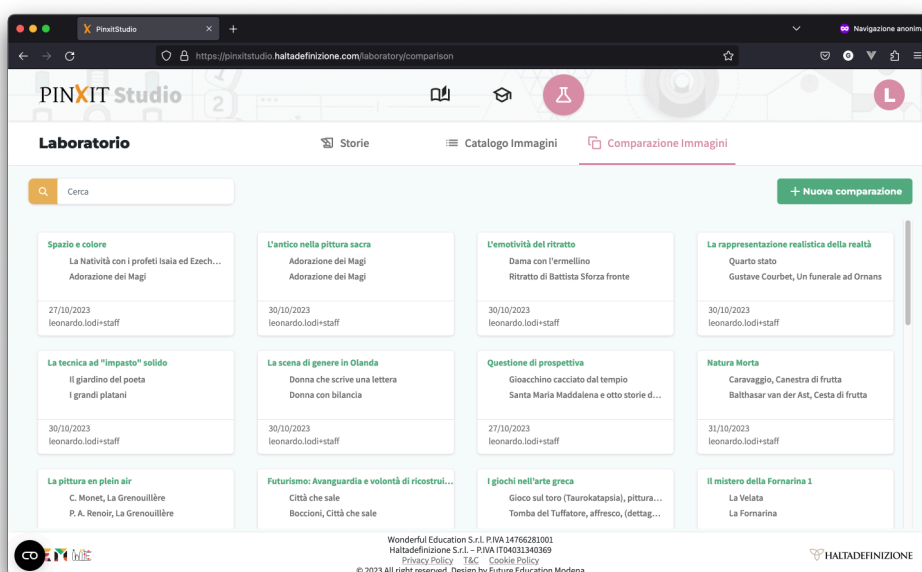 PinxitStudio
Navigazione anonima
https://pinxitstudio.haltadefinizione.com/laboratory/comparison
PINXIT Studio
L
Laboratorio
Storie
Catalogo Immagini
Comparazione Immagini
Cerca
+ Nuova comparazione
Spazio e colore
La Natività con i profeti Isaia ed Ezech...
Adorazione dei Magi
27/10/2023
leonardo.lodi+staff
L'antico nella pittura sacra
Adorazione dei Magi
Adorazione dei Magi
30/10/2023
leonardo.lodi+staff
L'emotività del ritratto
Dama con l'ermellino
Ritratto di Battista Sforza fronte
30/10/2023
leonardo.lodi+staff
La rappresentazione realistica della realtà
Quarto stato
Gustave Courbet, Un funerale ad Ornans
30/10/2023
leonardo.lodi+staff
La tecnica ad "impasto" solido
Il giardino del poeta
I grandi platani
30/10/2023
leonardo.lodi+staff
La scena di genere in Olanda
Donna che scrive una lettera
Donna con bilancia
30/10/2023
leonardo.lodi+staff
Questione di prospettiva
Gioacchino cacciato dal tempio
Santa Maria Maddalena e otto storie d...
27/10/2023
leonardo.lodi+staff
Natura Morta
Caravaggio, Canestra di frutta
Balthasar van der Ast, Cesta di frutta
31/10/2023
leonardo.lodi+staff
La pittura en plein air
C. Monet, La Grenouillère
P. A. Renoir, La Grenouillère
Futurismo: Avanguardia e volontà di ricostrui...
Città che sale
Boccioni, Città che sale
I giochi nell'arte greca
Gioco sul toro (Taurokatapsia), pittura...
Tomba del Tuffatore, affresco, (dettag...
Il mistero della Fornarina 1
La Velata
La Fornarina
Wonderful Education S.r.l. P.IVA 14766281001
Haltadefinizione S.r.l. – P.IVA IT04031340369
Privacy Policy T&C Cookie Policy
© 2023 All right reserved. Design by Future Education Modena
HALTADEFINIZIONE